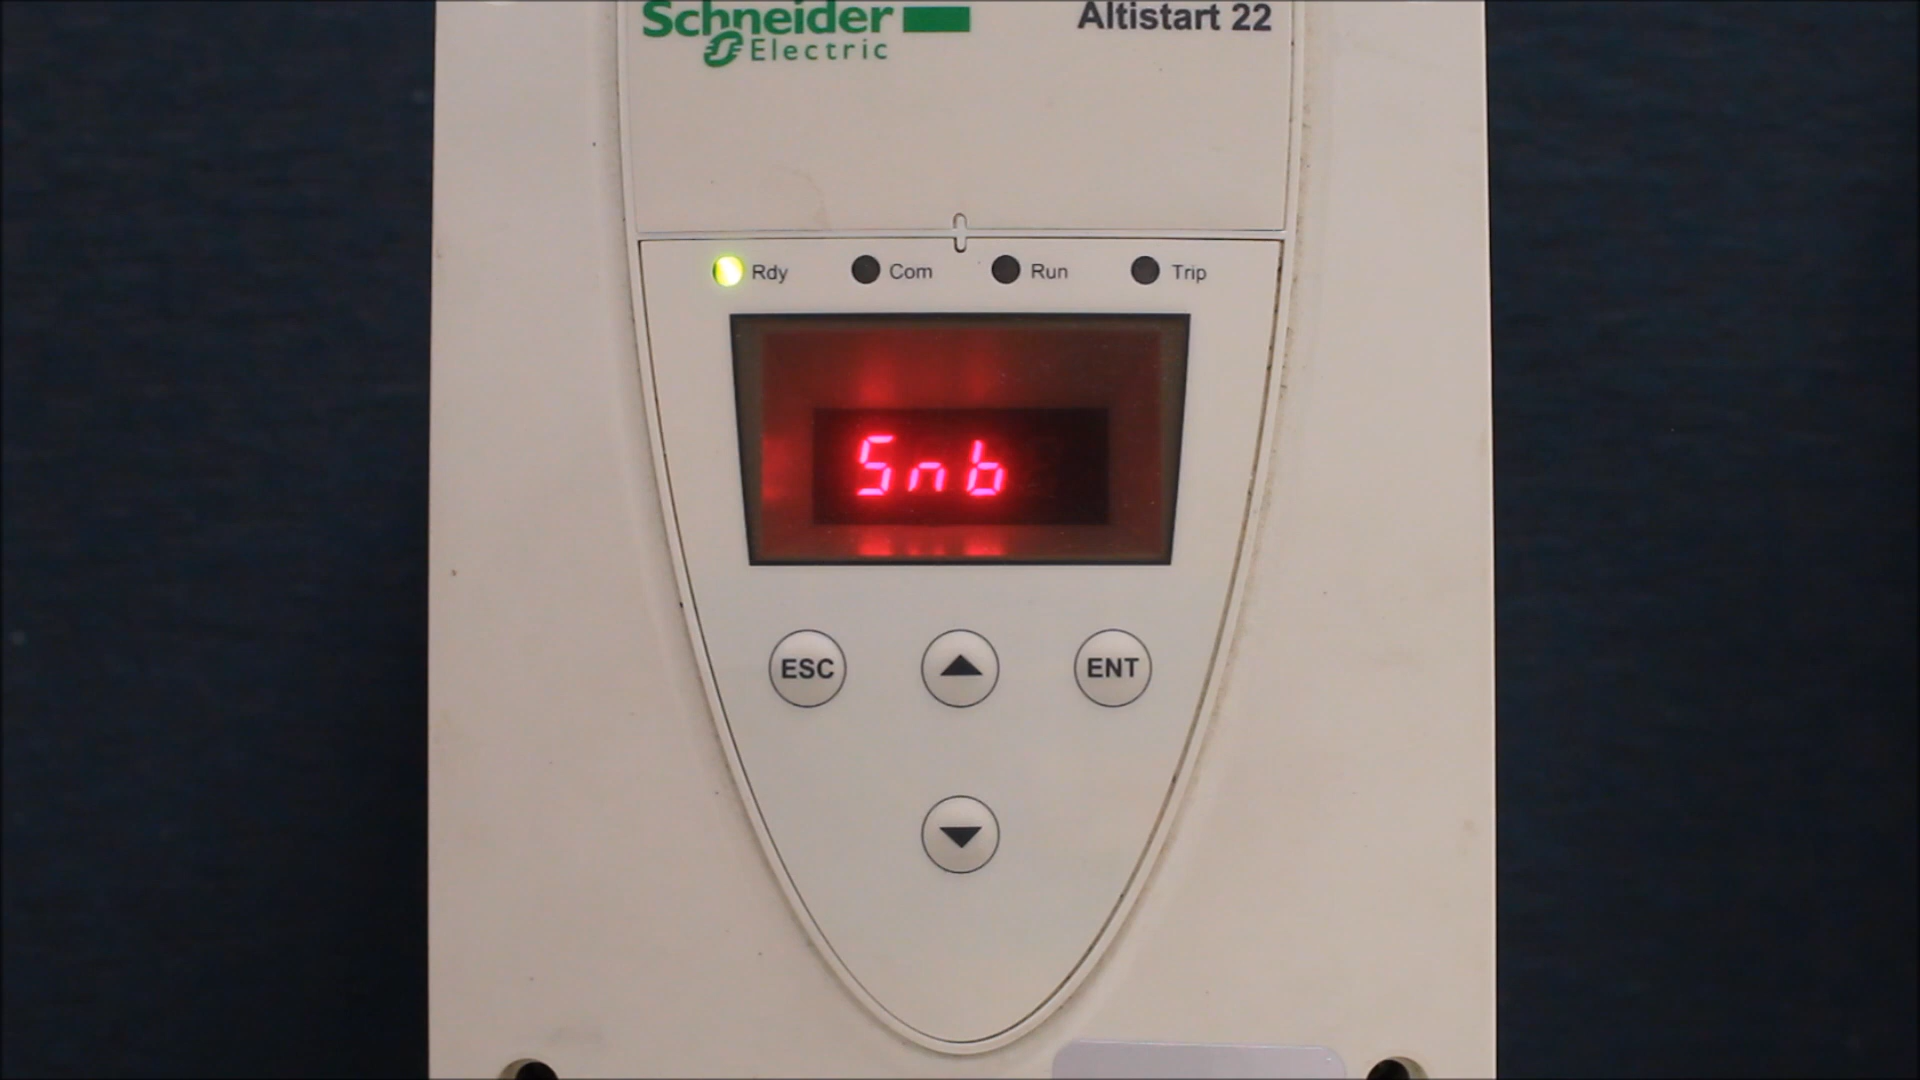 Schneider
Electric
Altistart 22
Rdy
Com
Run
Trip
Snb
ESC
ENT